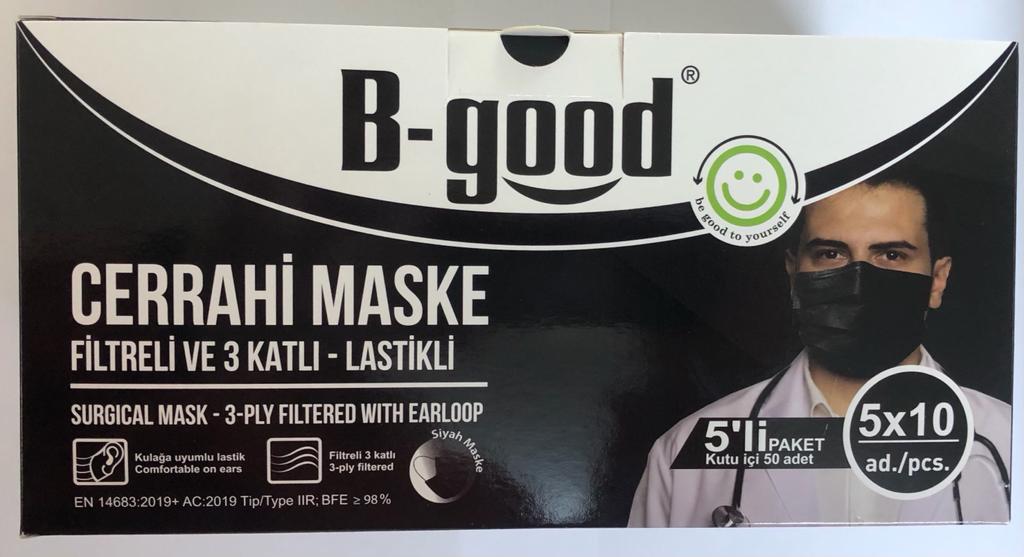 B-good®
be good to yourself
CERRAHİ MASKE
FİLTRELİ VE 3 KATLI - LASTİKLİ
SURGICAL MASK - 3-PLY FILTERED WITH EARLOOP
Kulağa uyumlu lastik
Comfortable on ears
Filtreli 3 katlı
3-ply filtered
Siyah Maske
EN 14683:2019+ AC:2019 Tip/Type IIR; BFE ≥ 98%
5'li PAKET
Kutu içi 50 adet
5x10
ad./pcs.